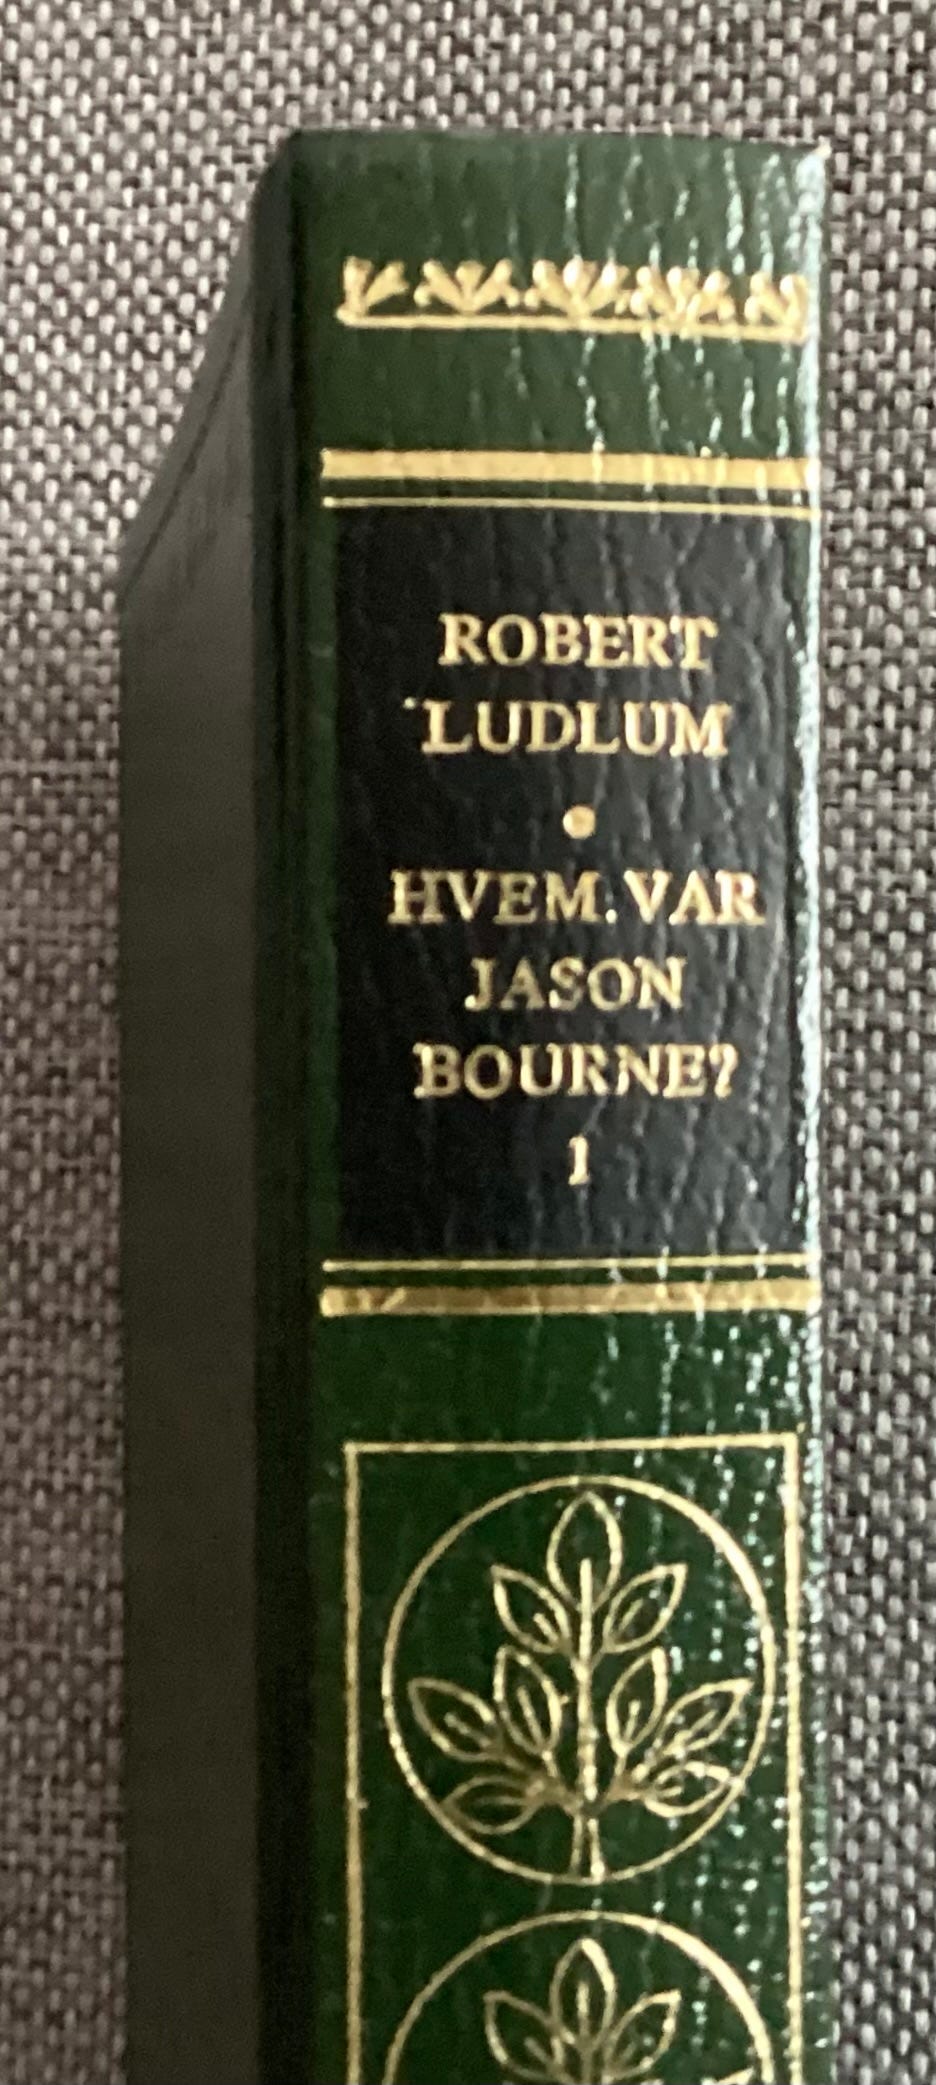 ROBERT
LUDLUM
•
HVEM.VAR
JASON
BOURNE?
1